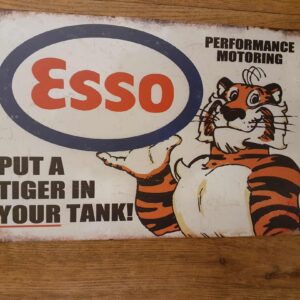 Esso
PERFORMANCE
MOTORING
PUT A
TIGER IN
YOUR TANK!